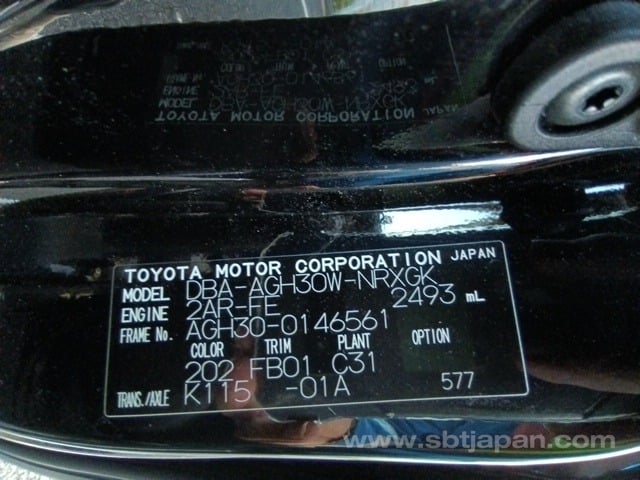 TOYOTA MOTOR CORPORATION JAPAN
MODEL DBA-AGH30W-NRXGK
ENGINE 2AR-FE 2493 mL
FRAME No. AGH30-0146561
COLOR TRIM PLANT OPTION
202 FB01 C31
TRANS./AXLE K115 -01A 577
www.sbtjapan.com